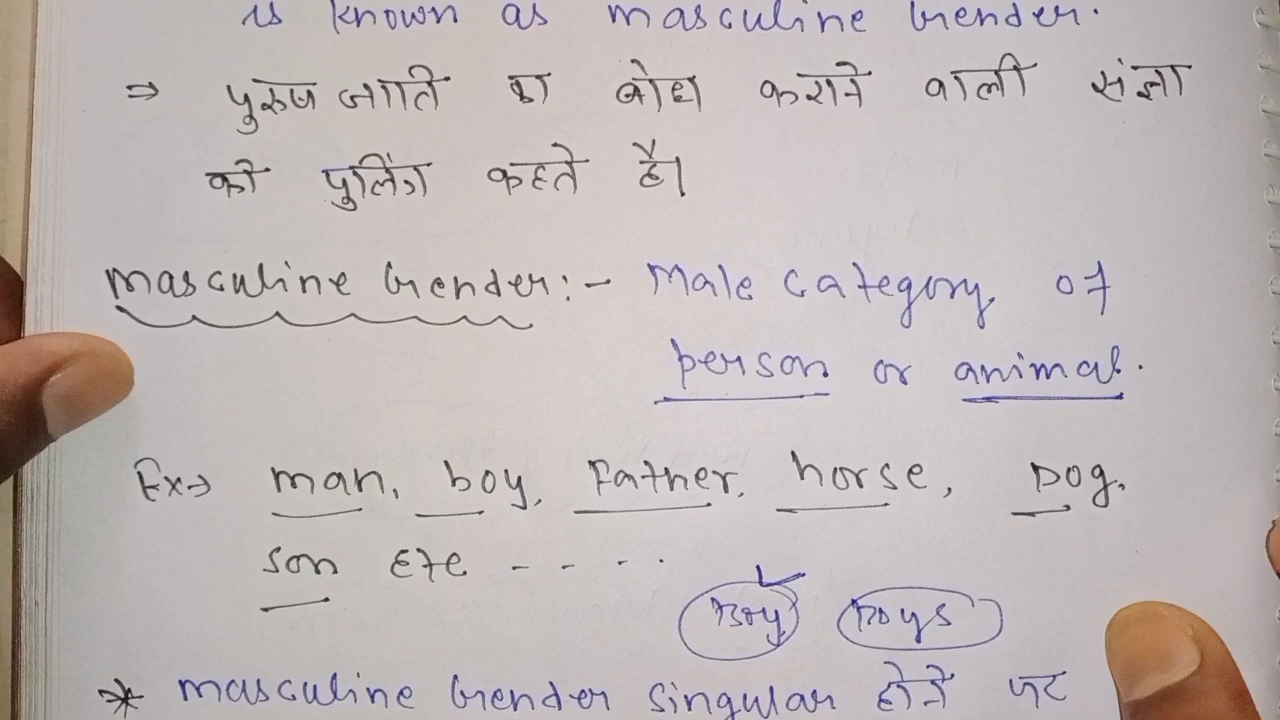 is known as masculine Gender.
⇒ पुरुष जाति का बोध कराने वाली संज्ञा
को पुलिंग कहते है।
masculine Gender:- Male category of
person or animal.
Ex→ man, boy, Father, horse, Dog,
son Etc - - - -
Boy Boys
* masculine Gender Singular होने पर